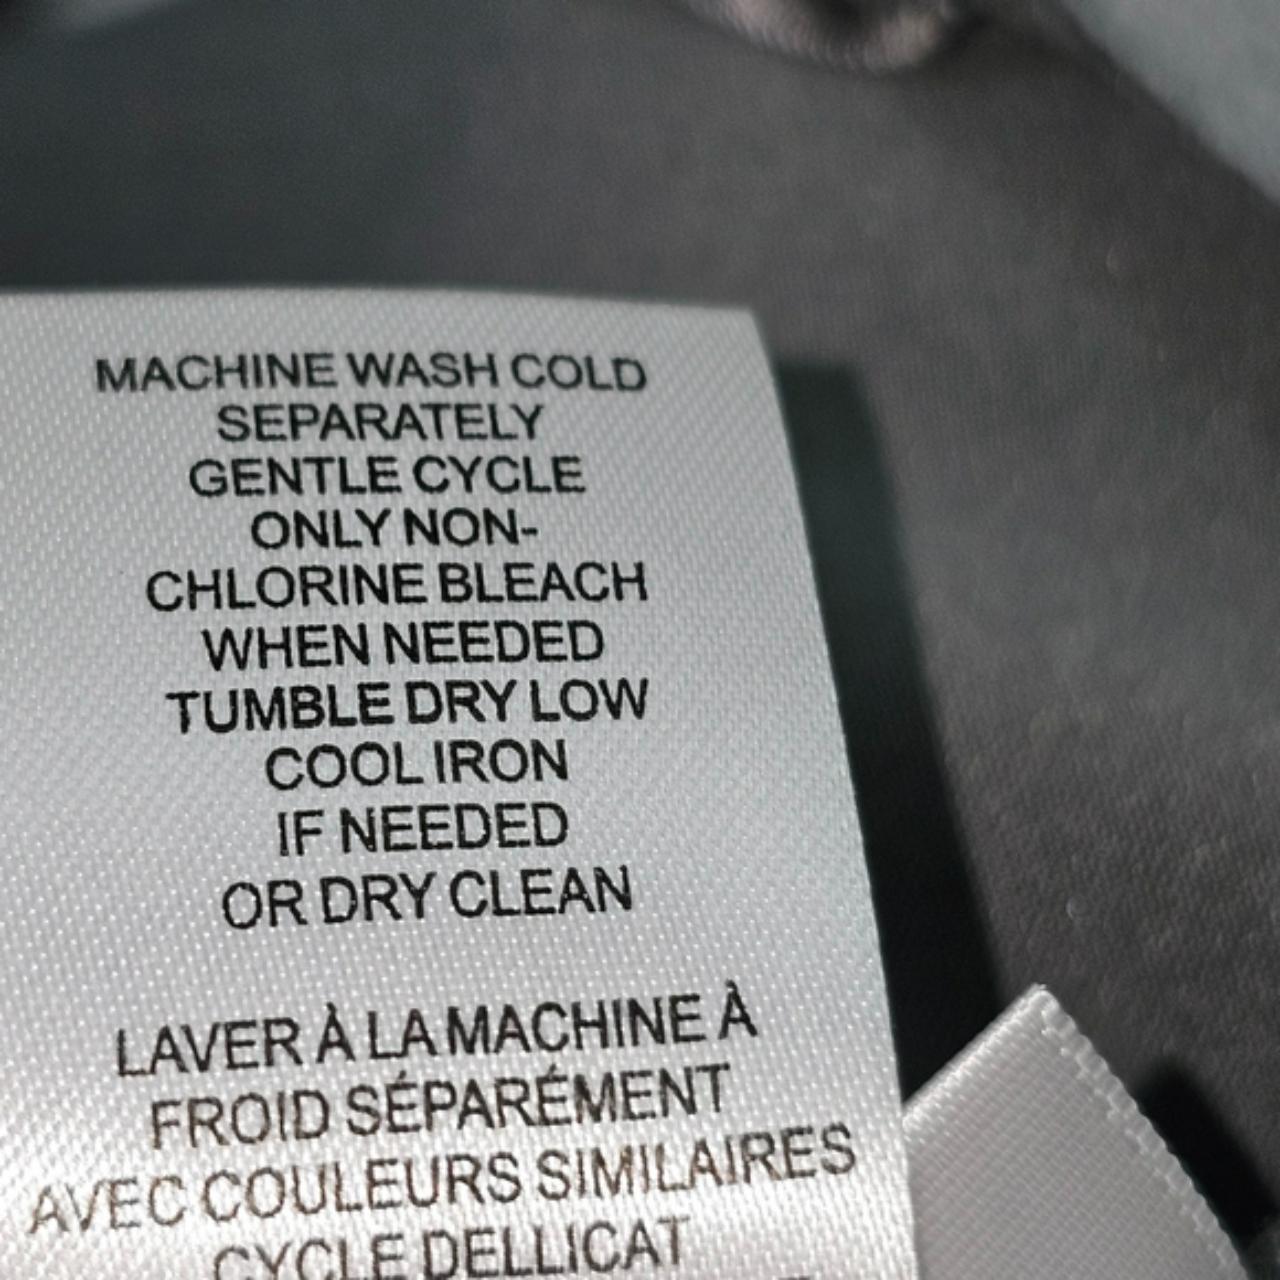 MACHINE WASH COLD
SEPARATELY
GENTLE CYCLE
ONLY NON-
CHLORINE BLEACH
WHEN NEEDED
TUMBLE DRY LOW
COOL IRON
IF NEEDED
OR DRY CLEAN
LAVER À LA MACHINE À
FROID SÉPARÉMENT
AVEC COULEURS SIMILAIRES
CYCLE DELLICAT